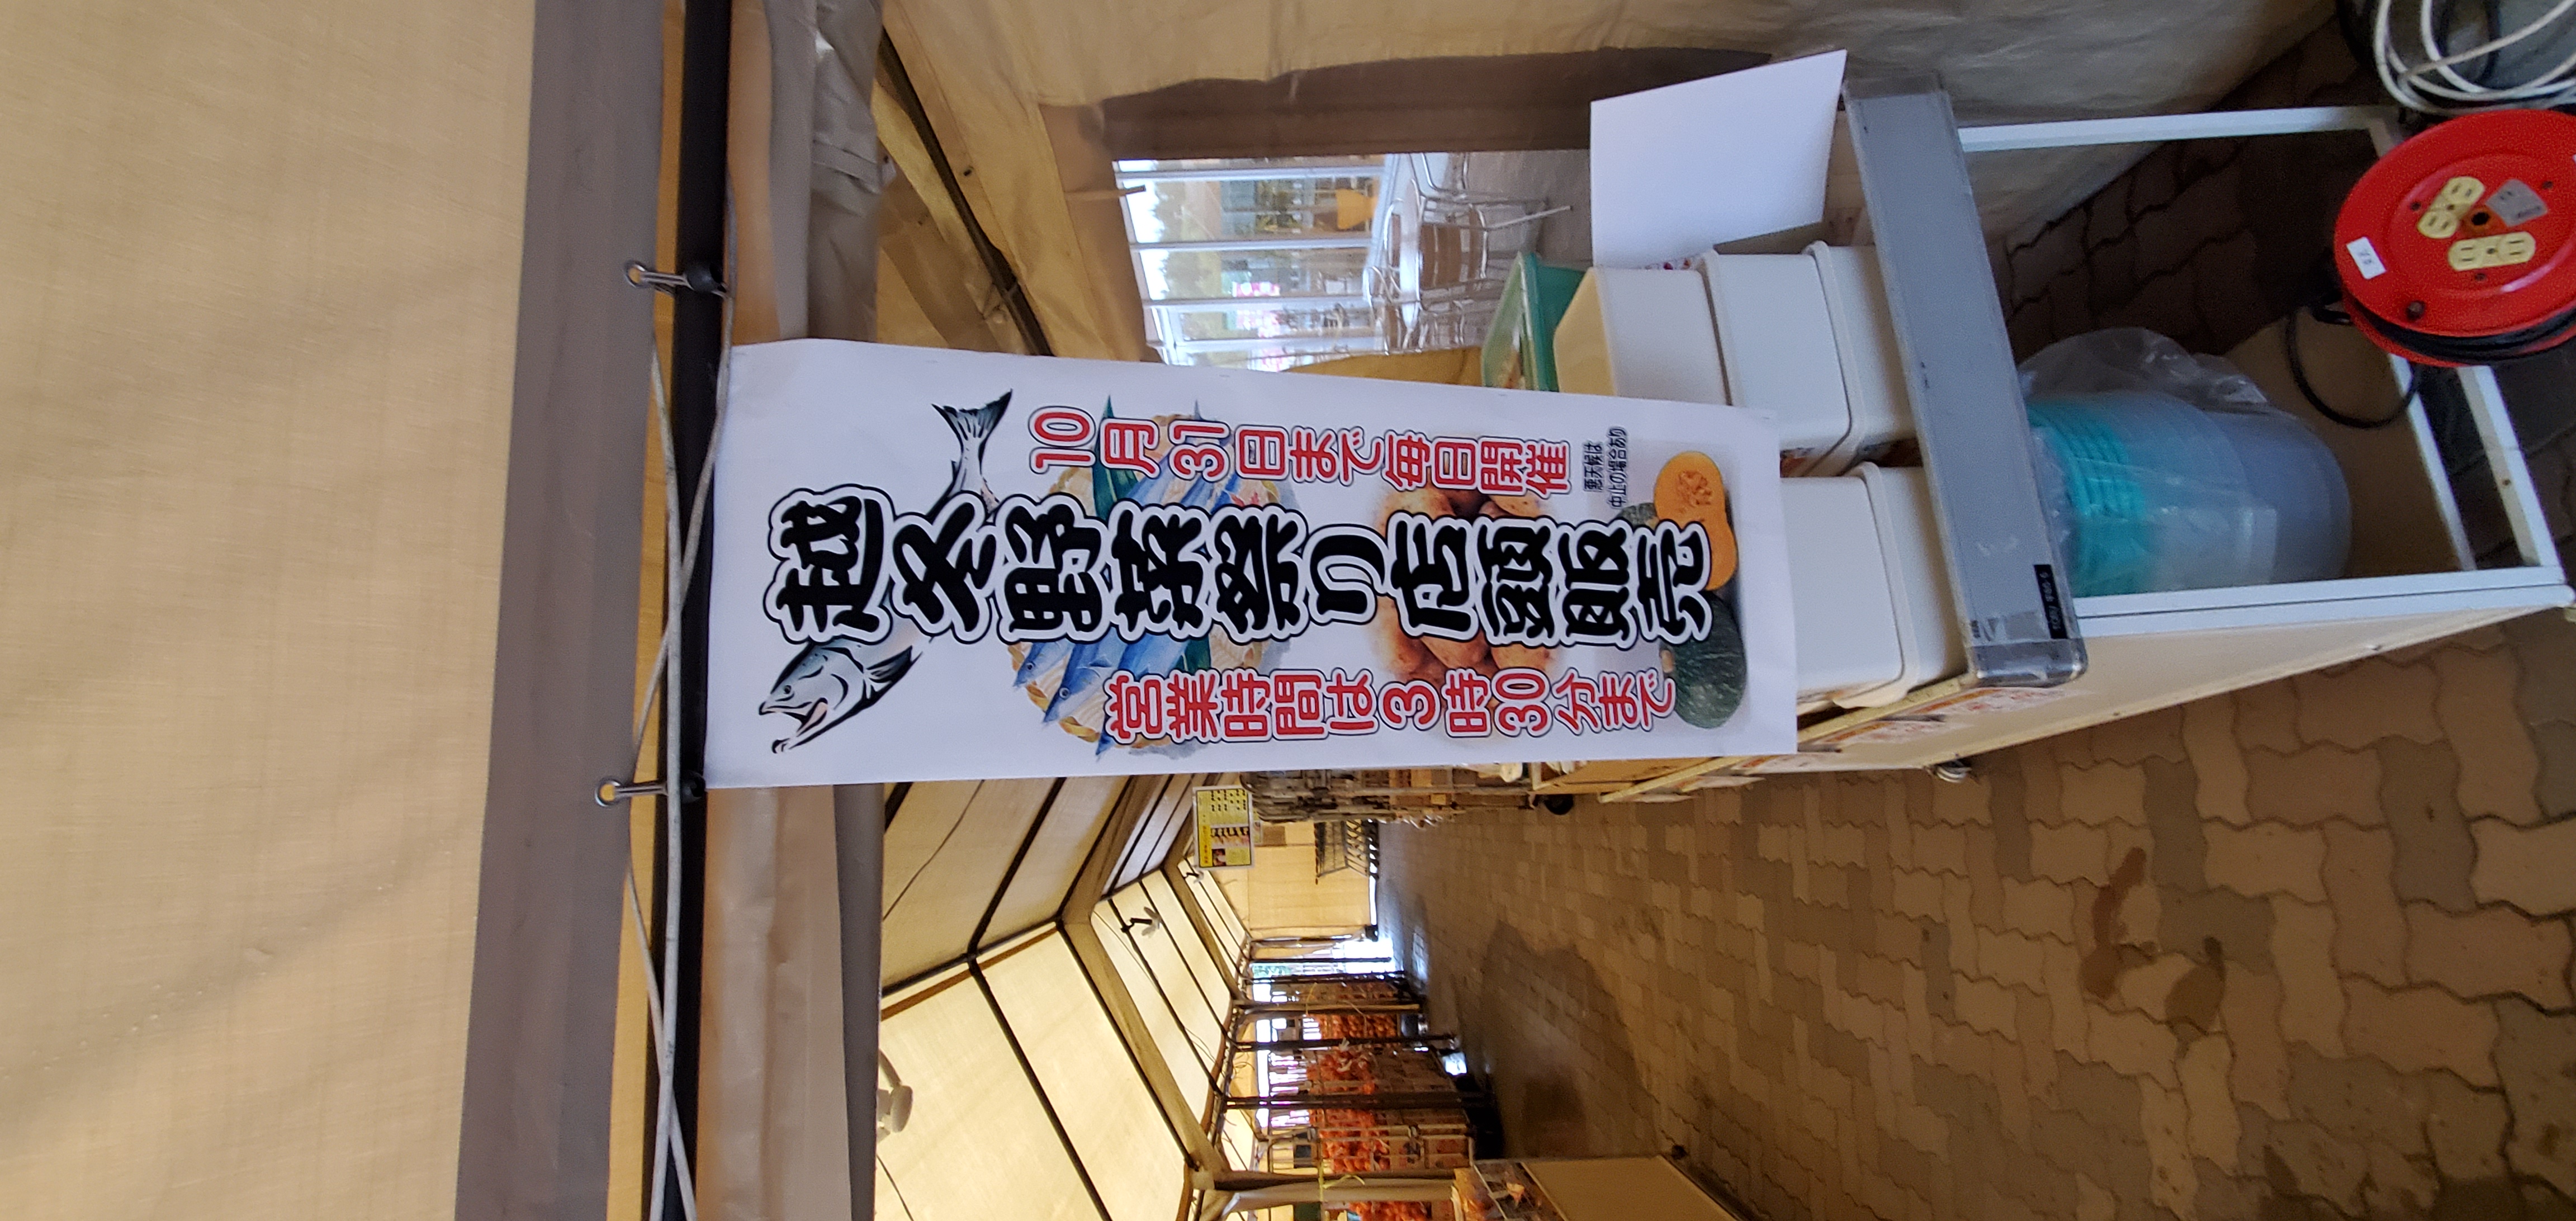 10月31日まで毎日開催
悪天候は
中止の場合あり
越冬野菜祭の店頭販売
営業時間は3時30分まで